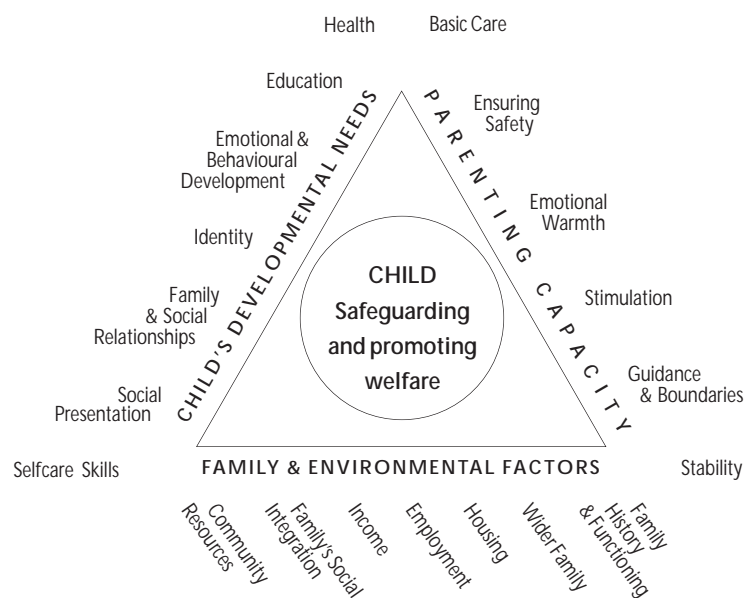 Health
Education
Emotional &
Behavioural
Development
Identity
Family
& Social
Relationships
Social
Presentation
Selfcare Skills
CHILD'S DEVELOPMENTAL NEEDS
Basic Care
Ensuring
Safety
Emotional
Warmth
Stimulation
Guidance
& Boundaries
Stability
PARENTING CAPACITY
CHILD
Safeguarding
and promoting
welfare
FAMILY & ENVIRONMENTAL FACTORS
Community
Resources
Family's Social
Integration
Income
Employment
Housing
Wider Family
Family
History
& Functioning